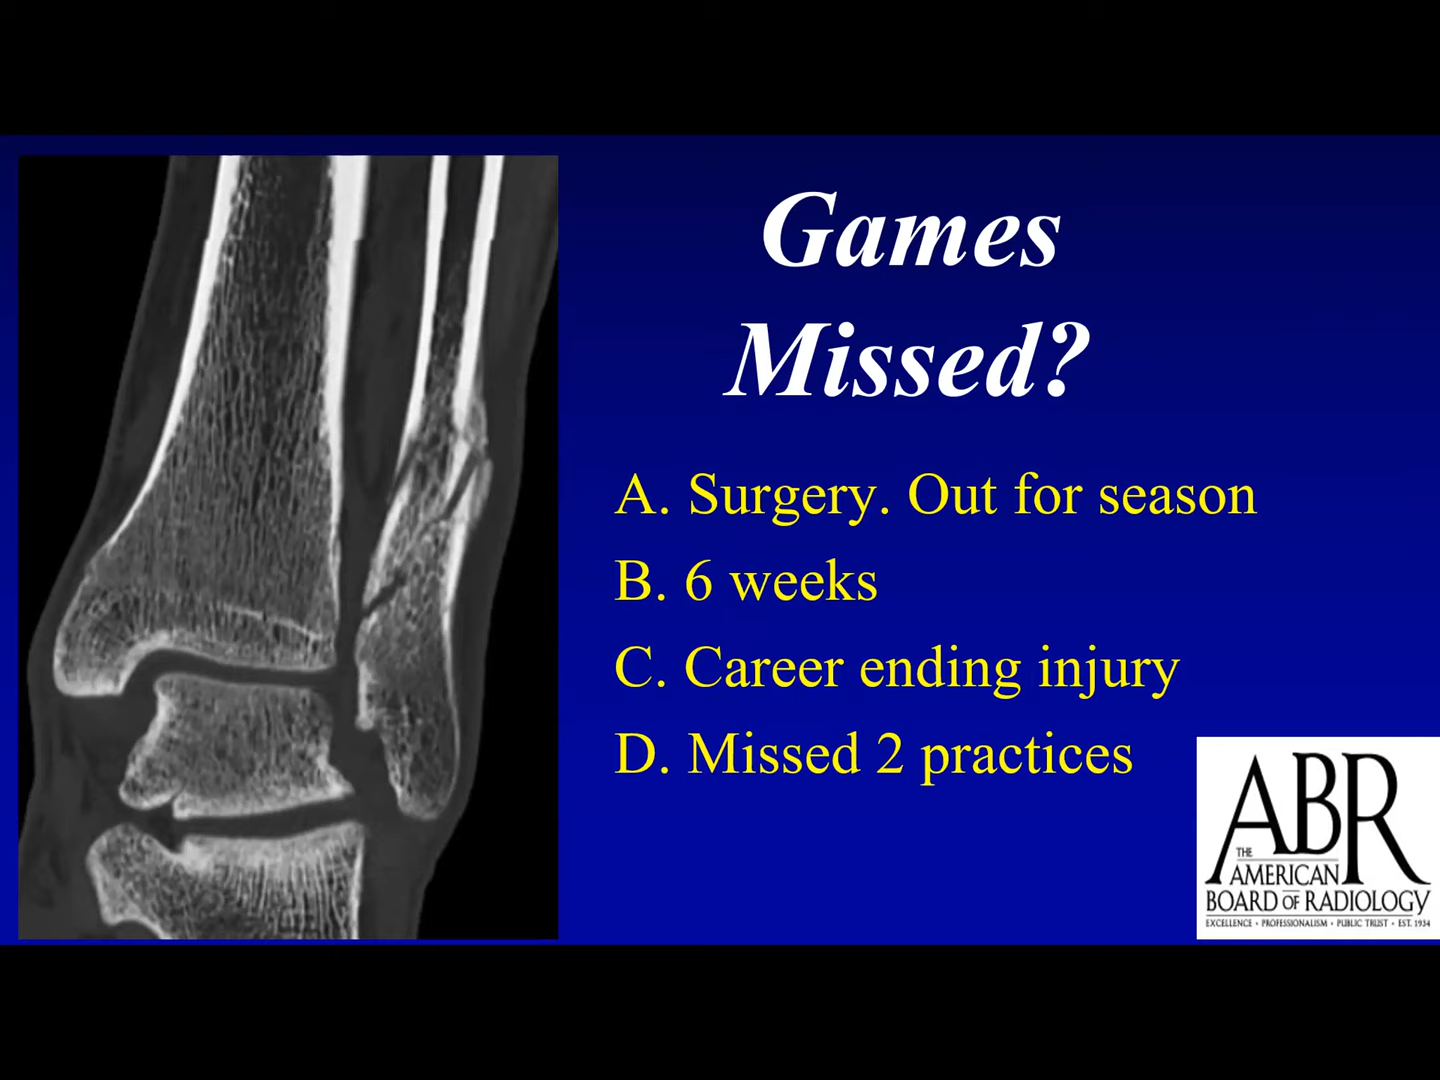 Games
Missed?
A. Surgery. Out for season
B. 6 weeks
C. Career ending injury
D. Missed 2 practices
ABR
THE
AMERICAN
BOARD OF RADIOLOGY
EXCELLENCE • PROFESSIONALISM • PUBLIC TRUST • EST. 1934